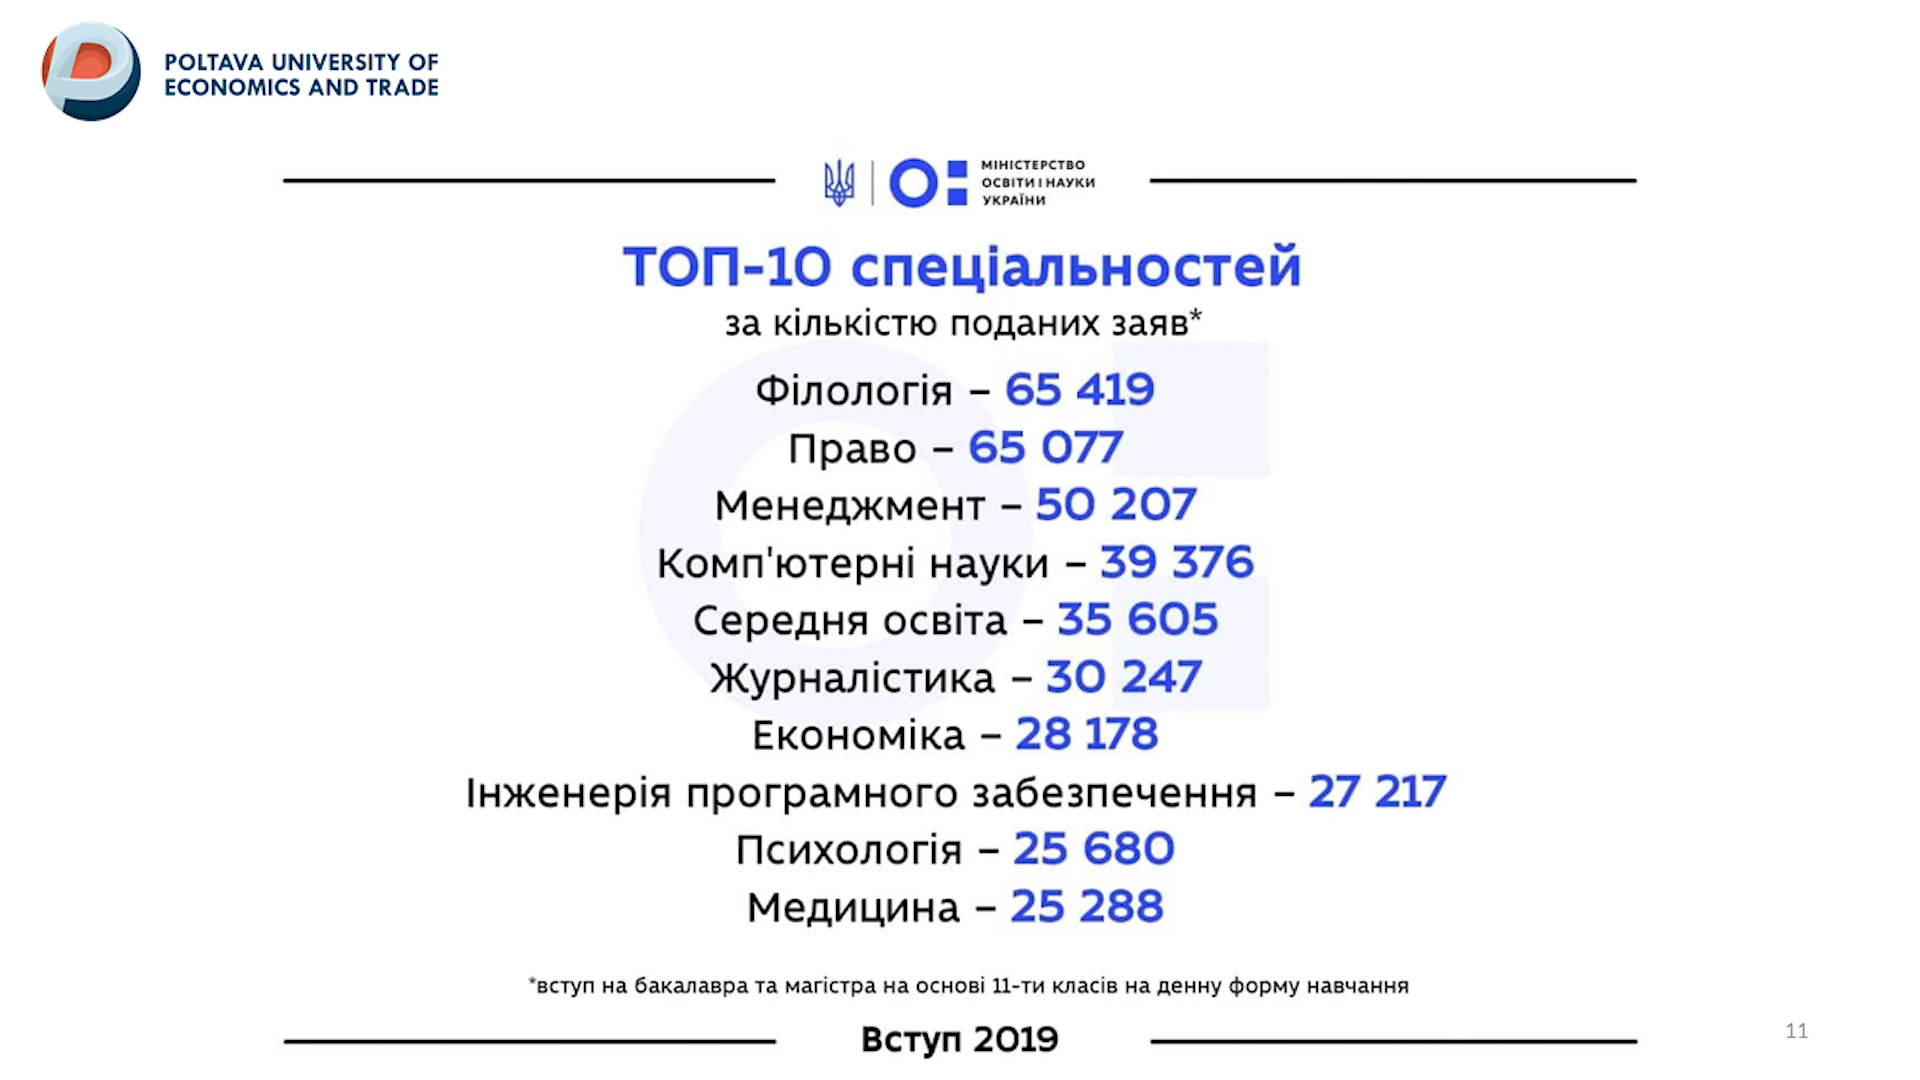 POLTAVA UNIVERSITY OF
ECONOMICS AND TRADE
МІНІСТЕРСТВО
ОСВІТИ І НАУКИ
УКРАЇНИ
ТОП-10 спеціальностей
за кількістю поданих заяв*
Філологія – 65 419
Право – 65 077
Менеджмент – 50 207
Комп'ютерні науки – 39 376
Середня освіта – 35 605
Журналістика – 30 247
Економіка – 28 178
Інженерія програмного забезпечення – 27 217
Психологія – 25 680
Медицина – 25 288
*вступ на бакалавра та магістра на основі 11-ти класів на денну форму навчання
Вступ 2019
11